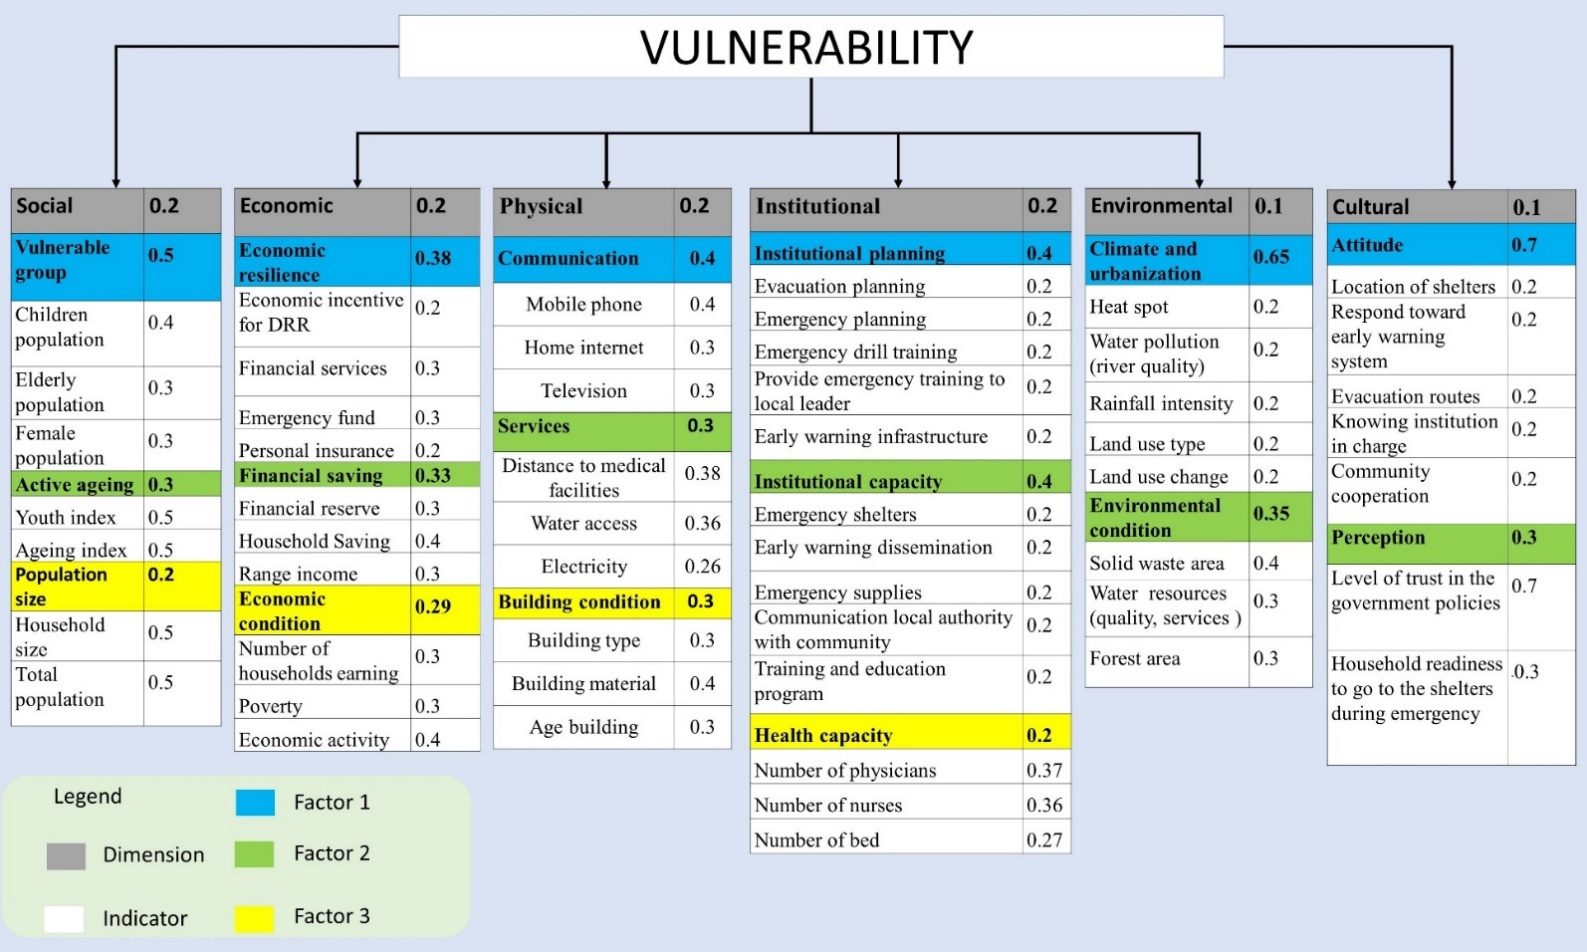 VULNERABILITY
Social 0.2
Vulnerable
group 0.5
Children
population 0.4
Elderly
population 0.3
Female
population 0.3
Active ageing 0.3
Youth index 0.5
Ageing index 0.5
Population
size 0.2
Household
size 0.5
Total
population 0.5
Economic 0.2
Economic
resilience 0.38
Economic incentive
for DRR 0.2
Financial services 0.3
Emergency fund 0.3
Personal insurance 0.2
Financial saving 0.33
Financial reserve 0.3
Household Saving 0.4
Range income 0.3
Economic
condition 0.29
Number of
households earning 0.3
Poverty 0.3
Economic activity 0.4
Physical 0.2
Communication 0.4
Mobile phone 0.4
Home internet 0.3
Television 0.3
Services 0.3
Distance to medical
facilities 0.38
Water access 0.36
Electricity 0.26
Building condition 0.3
Building type 0.3
Building material 0.4
Age building 0.3
Institutional 0.2
Institutional planning 0.4
Evacuation planning 0.2
Emergency planning 0.2
Emergency drill training 0.2
Provide emergency training to
local leader 0.2
Early warning infrastructure 0.2
Institutional capacity 0.4
Emergency shelters 0.2
Early warning dissemination 0.2
Emergency supplies 0.2
Communication local authority
with community 0.2
Training and education
program 0.2
Health capacity 0.2
Number of physicians 0.37
Number of nurses 0.36
Number of bed 0.27
Environmental 0.1
Climate and
urbanization 0.65
Heat spot 0.2
Water pollution
(river quality) 0.2
Rainfall intensity 0.2
Land use type 0.2
Land use change 0.2
Environmental
condition 0.35
Solid waste area 0.4
Water resources
(quality, services ) 0.3
Forest area 0.3
Cultural 0.1
Attitude 0.7
Location of shelters 0.2
Respond toward
early warning
system 0.2
Evacuation routes 0.2
Knowing institution
in charge 0.2
Community
cooperation 0.2
Perception 0.3
Level of trust in the
government policies 0.7
Household readiness
to go to the shelters
during emergency .0.3
Legend
Dimension
Indicator
Factor 1
Factor 2
Factor 3